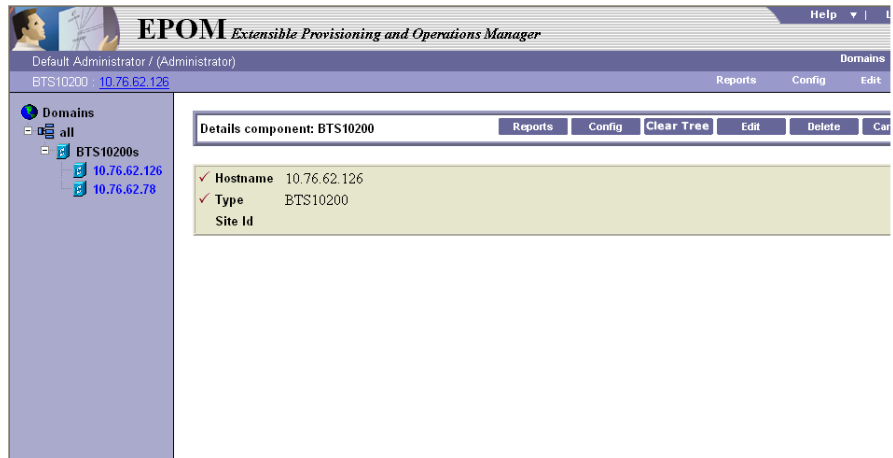 EPOM Extensible Provisioning and Operations Manager
Help
Default Administrator / (Administrator)
Domains
BTS10200 : 10.76.62.126
Reports Config Edit
Domains
all
BTS10200s
10.76.62.126
10.76.62.78
Details component: BTS10200
Reports Config Clear Tree Edit Delete
Hostname 10.76.62.126
Type BTS10200
Site Id